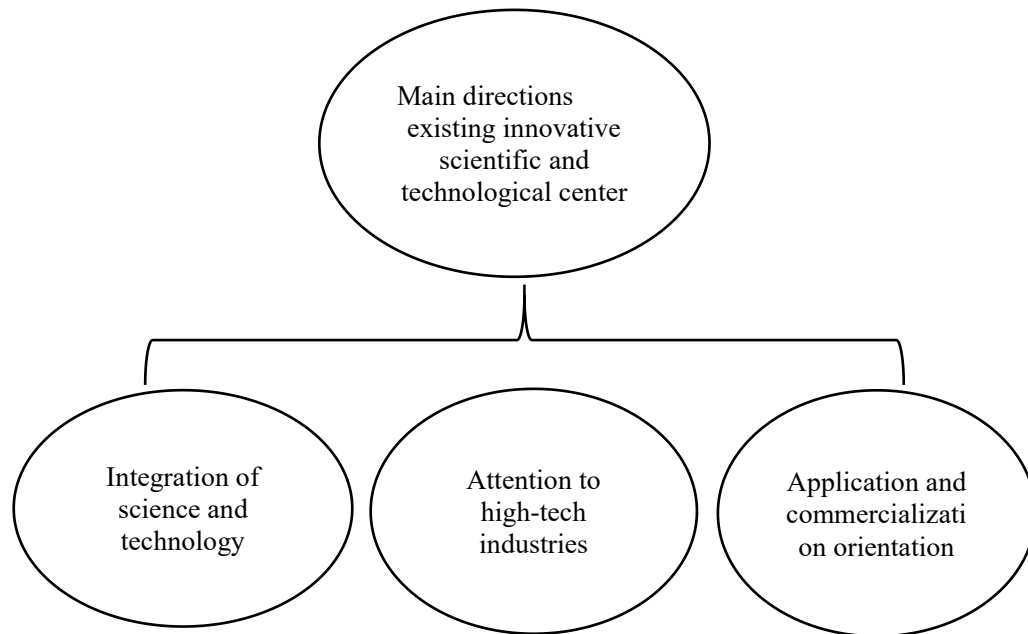 Main directions
existing innovative
scientific and
technological center
Integration of
science and
technology
Attention to
high-tech
industries
Application and
commercializati
on orientation